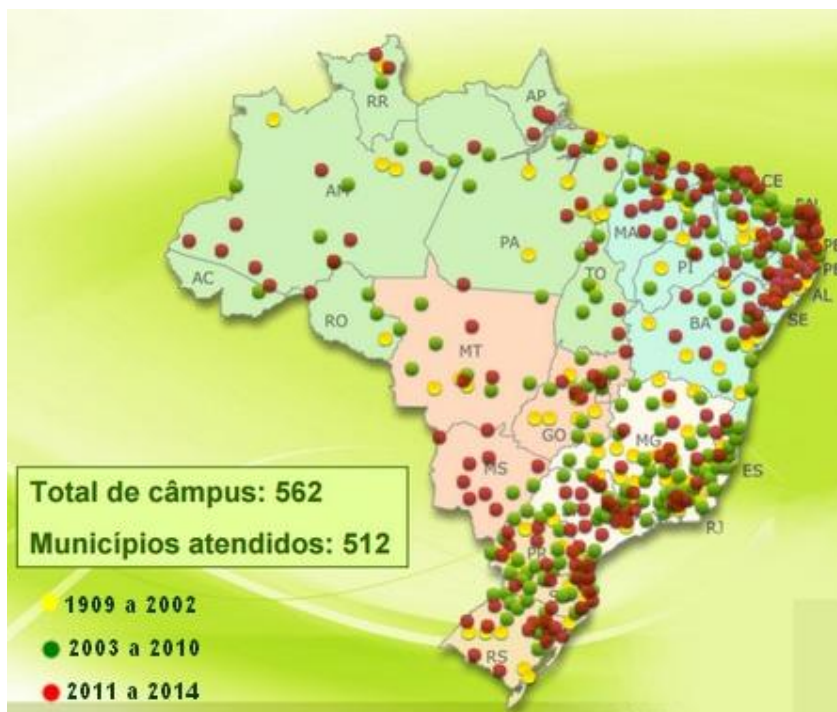 RR
AP
AM
PA
CE
MA
PI
TO
AC
RO
AL
SE
BA
MT
GO
MG
ES
MS
RJ
PR
RS
Total de câmpus: 562
Municípios atendidos: 512
1909 a 2002
2003 a 2010
2011 a 2014